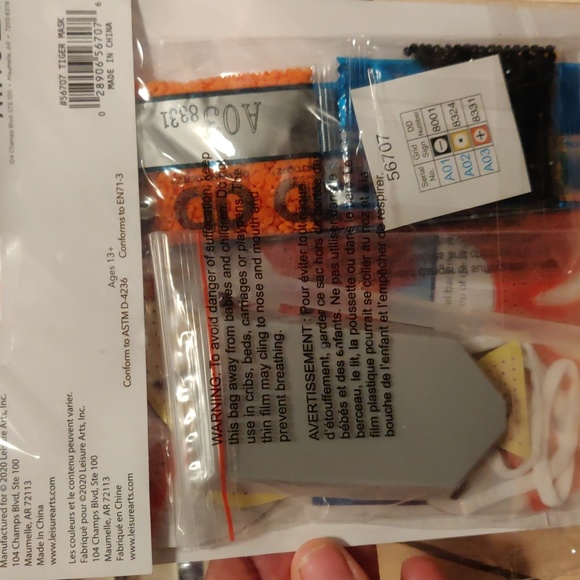 #56707 TIGER MASK
0 28906 56707 6
MADE IN CHINA
Ages 13+
Conform to ASTM D-4236 Conforms to EN71-3
Manufactured for © 2020 Leisure Arts, Inc.
104 Champs Blvd, Ste 100
Maumelle, AR 72113
Made In China
www.leisurearts.com
Les couleurs et le contenu peuvent varier.
Fabriqué pour ©2020 Leisure Arts, Inc.
104 Champs Blvd, Ste 100
Maumelle, AR 72113
Fabriqué en Chine
www.leisurearts.com
A03
8331
56707
Serial No. Grid Sign DD Number
A01 8001
A02 8324
A03 8331
WARNING: To avoid danger of suffocation, keep
this bag away from babies and children. Do not
use in cribs, beds, carriages or play pens. The
thin film may cling to nose and mouth and
prevent breathing.
AVERTISSEMENT : Pour éviter tout risque
d'étouffement, garder ce sac hors de portée des
bébés et des enfants. Ne pas utiliser dans le
berceau, le lit, la poussette ou dans le parc. Le
film plastique pourrait se coller au nez et à la
bouche de l'enfant et l'empêcher de respirer.